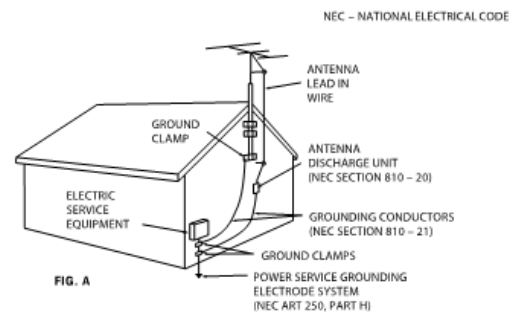 NEC – NATIONAL ELECTRICAL CODE
ANTENNA
LEAD IN
WIRE
GROUND
CLAMP
ANTENNA
DISCHARGE UNIT
(NEC SECTION 810 – 20)
ELECTRIC
SERVICE
EQUIPMENT
GROUNDING CONDUCTORS
(NEC SECTION 810 – 21)
GROUND CLAMPS
POWER SERVICE GROUNDING
ELECTRODE SYSTEM
(NEC ART 250, PART H)
FIG. A